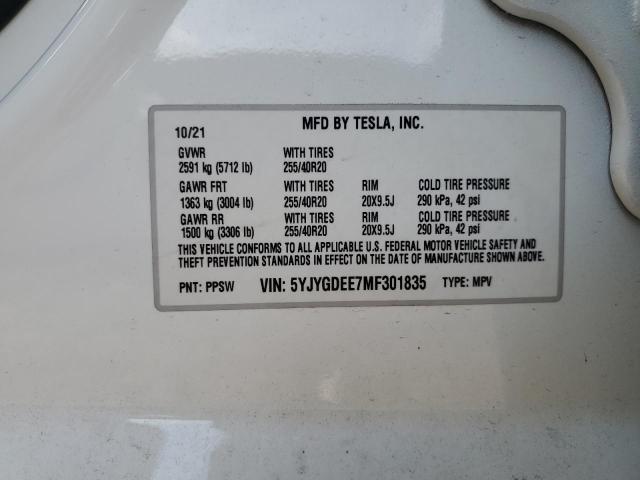 10/21 MFD BY TESLA, INC.
GVWR WITH TIRES
2591 kg (5712 lb) 255/40R20
GAWR FRT WITH TIRES RIM COLD TIRE PRESSURE
1363 kg (3004 lb) 255/40R20 20X9.5J 290 kPa, 42 psi
GAWR RR WITH TIRES RIM COLD TIRE PRESSURE
1500 kg (3306 lb) 255/40R20 20X9.5J 290 kPa, 42 psi
THIS VEHICLE CONFORMS TO ALL APPLICABLE U.S. FEDERAL MOTOR VEHICLE SAFETY AND
THEFT PREVENTION STANDARDS IN EFFECT ON THE DATE OF MANUFACTURE SHOWN ABOVE.
PNT: PPSW VIN: 5YJYGDEE7MF301835 TYPE: MPV